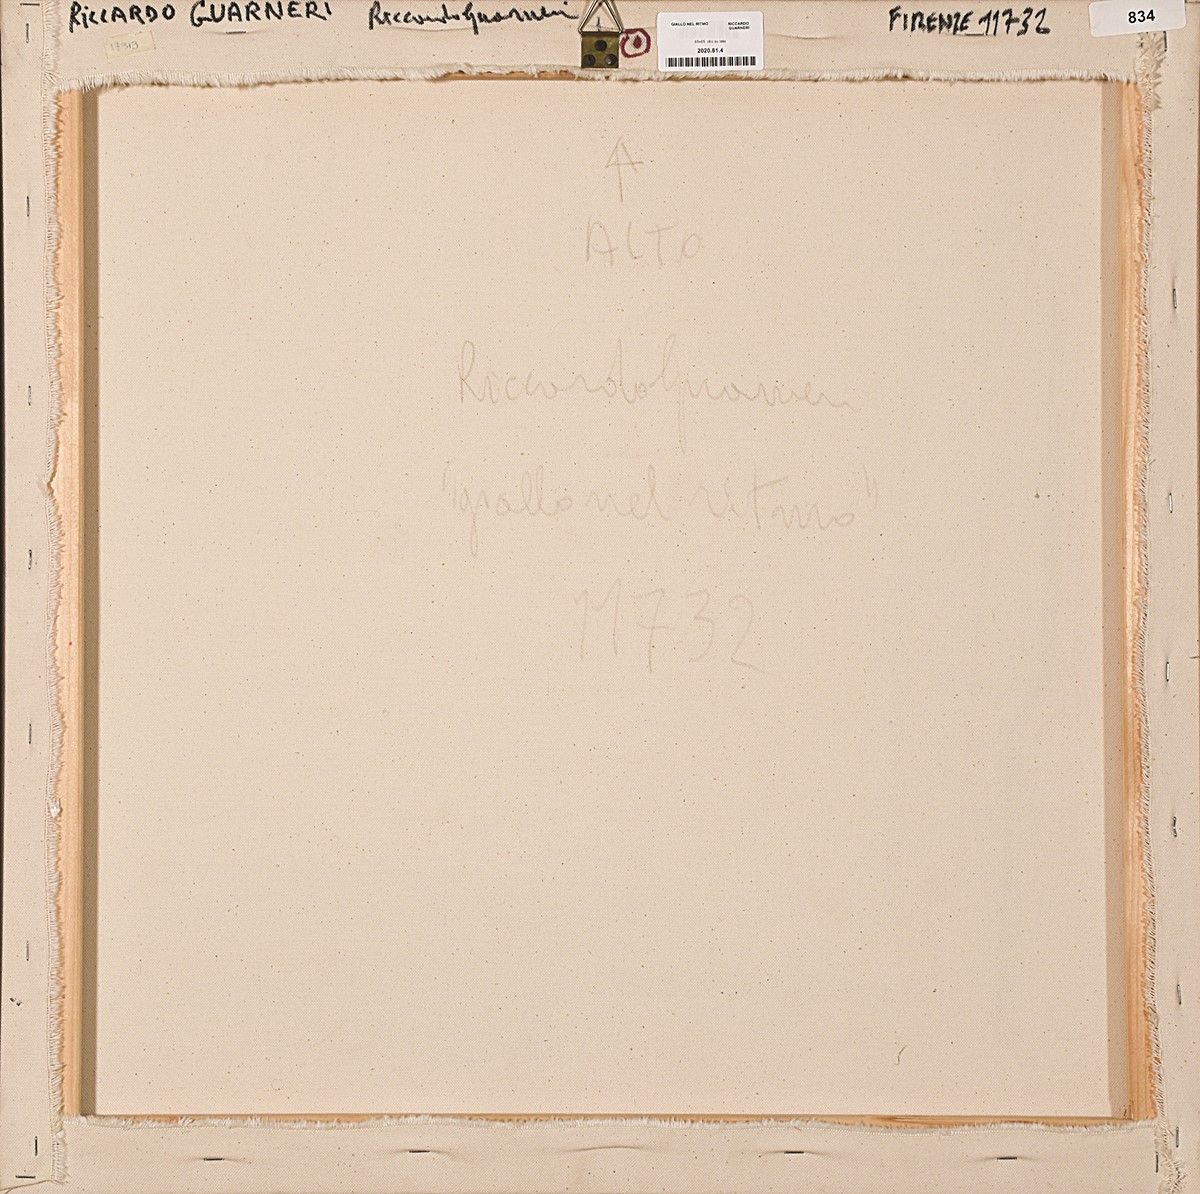 RICCARDO GUARNERI Riccardo Guarneri FIRENZE 11732
834
GIALLO NEL RITMO RICCARDO GUARNERI
2020.51.4
ALTO
Riccardo Guarneri
"giallo nel ritmo"
11732